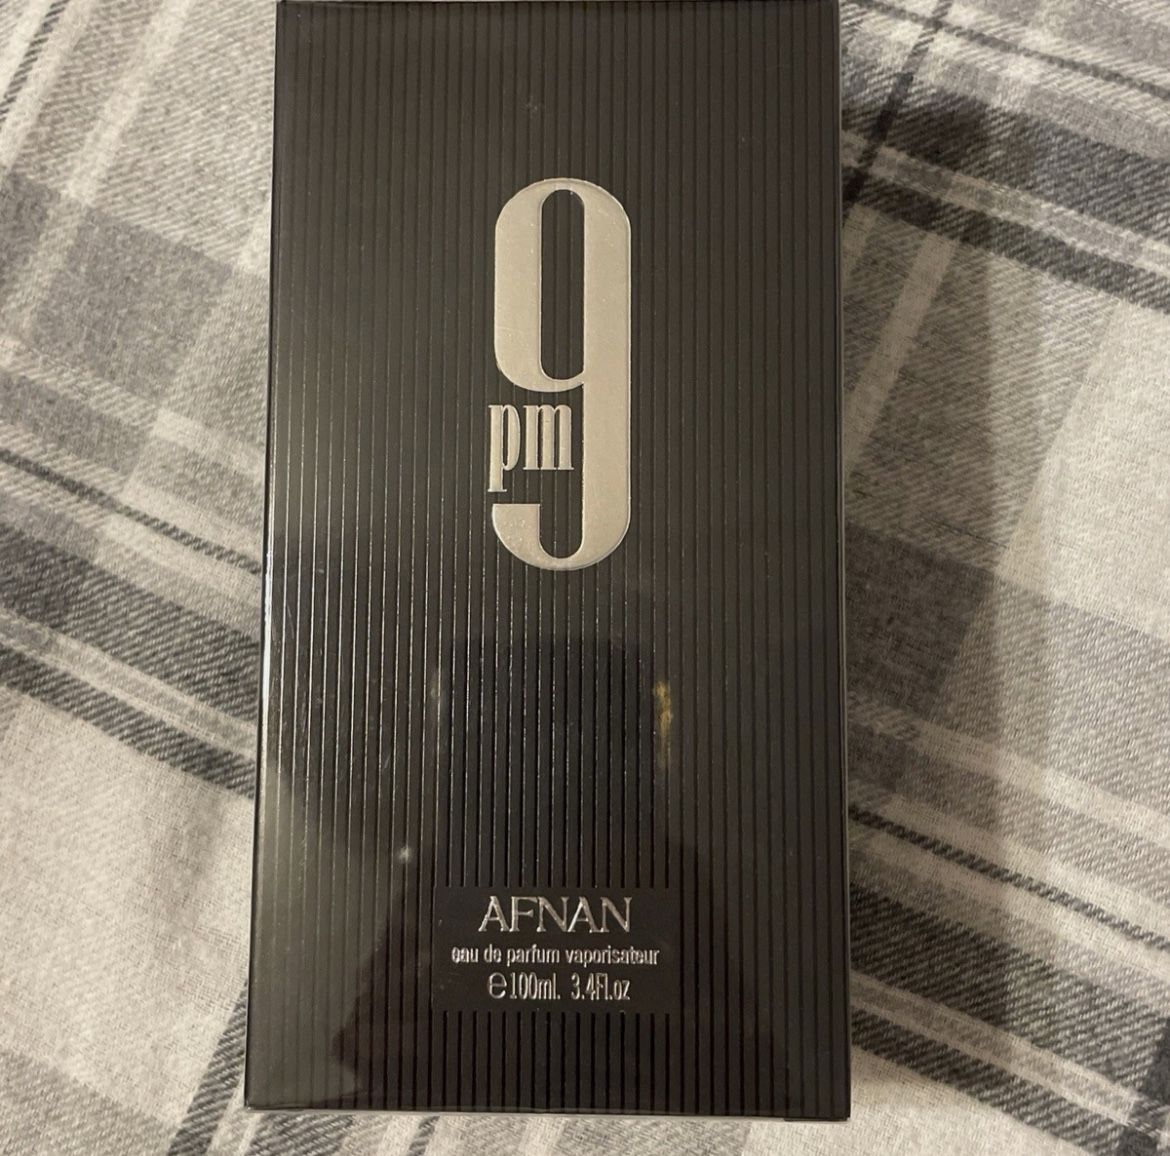 9
pm
AFNAN
eau de parfum vaporisateur
℮100ml. 3.4Fl.oz